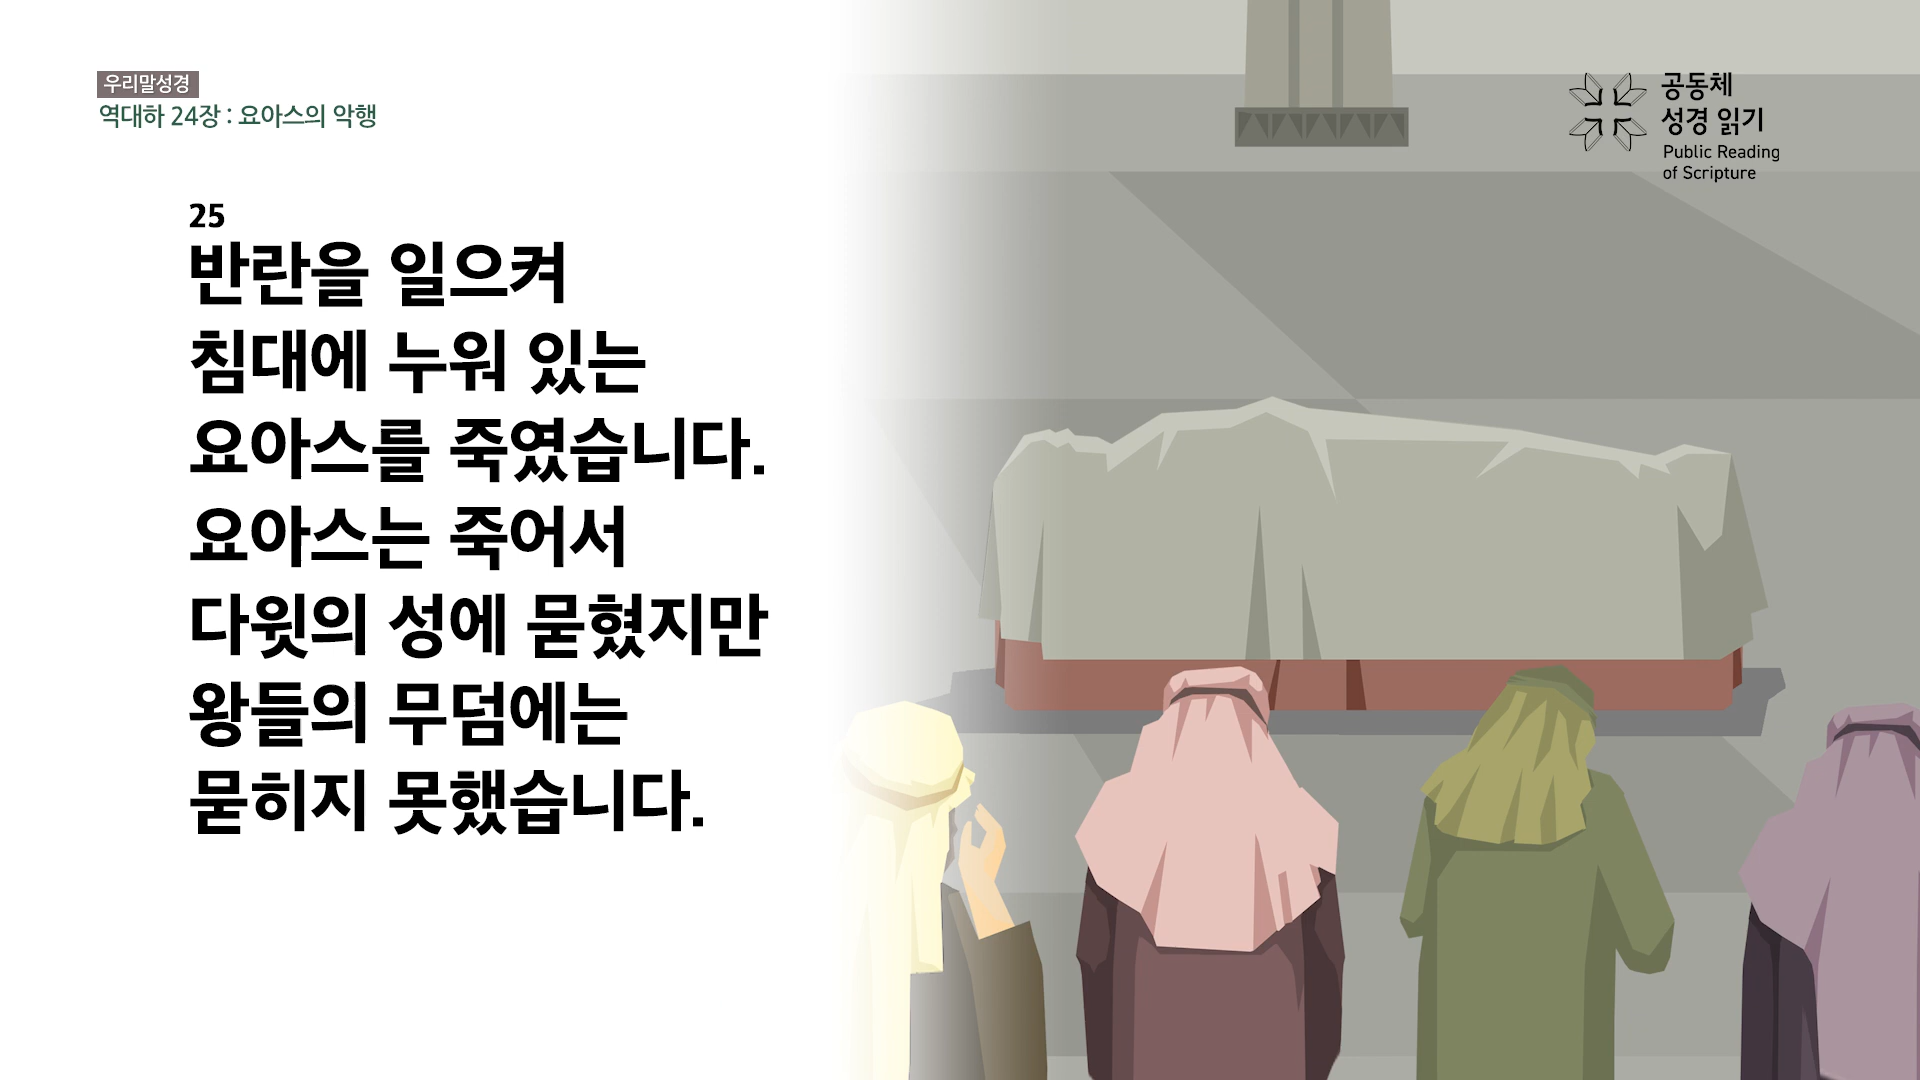 우리말성경
역대하 24장 : 요아스의 악행
공동체
성경 읽기
Public Reading
of Scripture
25
반란을 일으켜
침대에 누워 있는
요아스를 죽였습니다.
요아스는 죽어서
다윗의 성에 묻혔지만
왕들의 무덤에는
묻히지 못했습니다.